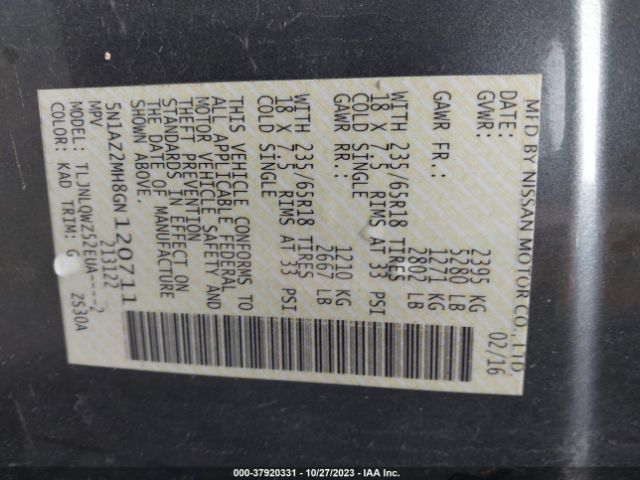 MFD BY NISSAN MOTOR CO., LTD
DATE: 02/16
GVWR: 2395 KG
5280 LB
GAWR FR: 1271 KG
2802 LB
WITH 235/65R18 TIRES
18 X 7.5 RIMS AT 33 PSI
COLD SINGLE
GAWR RR: 1210 KG
2667 LB
WITH 235/65R18 TIRES
18 X 7.5 RIMS AT 33 PSI
COLD SINGLE
THIS VEHICLE CONFORMS TO
ALL APPLICABLE FEDERAL
MOTOR VEHICLE SAFETY AND
THEFT PREVENTION
STANDARDS IN EFFECT ON
THE DATE OF MANUFACTURE
SHOWN ABOVE.
5N1AZ2MH8GN120711
MPV 213122
MODEL: TLJNLQWZ52EUA----2
COLOR: KAD TRIM: G ZS30A
000-37920331 - 10/27/2023 - IAA Inc.